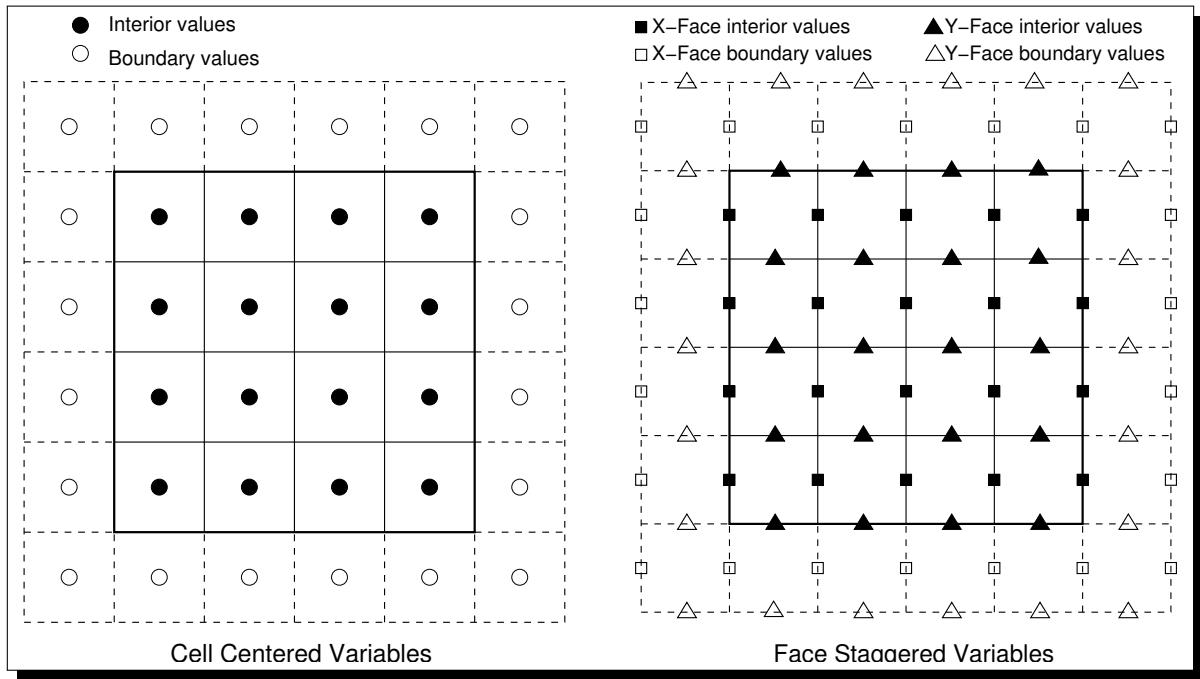 Interior values
Boundary values
X–Face interior values
Y–Face interior values
X–Face boundary values
Y–Face boundary values
Cell Centered Variables
Face Staggered Variables